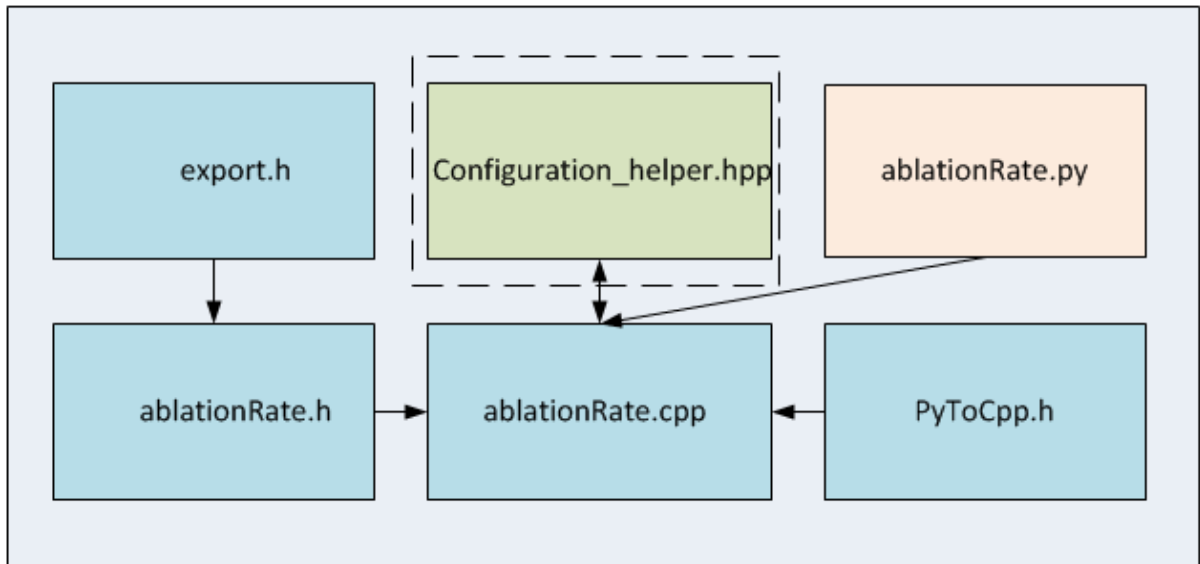 export.h
Configuration_helper.hpp
ablationRate.py
ablationRate.h
ablationRate.cpp
PyToCpp.h